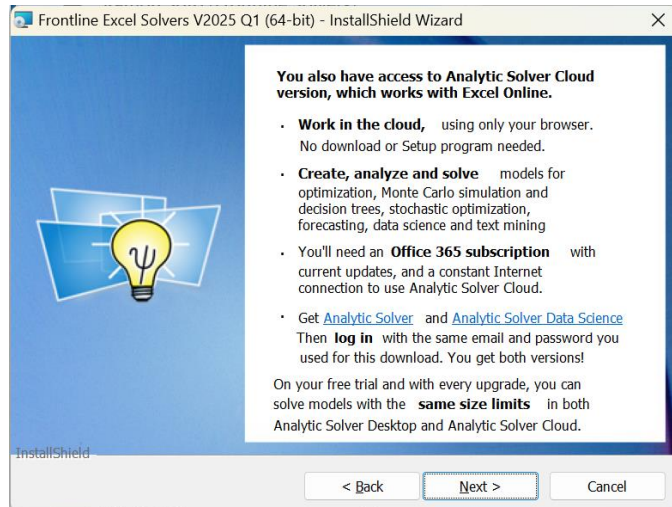 Frontline Excel Solvers V2025 Q1 (64-bit) - InstallShield Wizard
You also have access to Analytic Solver Cloud
version, which works with Excel Online.
· Work in the cloud, using only your browser.
No download or Setup program needed.
· Create, analyze and solve models for
optimization, Monte Carlo simulation and
decision trees, stochastic optimization,
forecasting, data science and text mining
· You'll need an Office 365 subscription with
current updates, and a constant Internet
connection to use Analytic Solver Cloud.
· Get Analytic Solver and Analytic Solver Data Science
Then log in with the same email and password you
used for this download. You get both versions!
On your free trial and with every upgrade, you can
solve models with the same size limits in both
Analytic Solver Desktop and Analytic Solver Cloud.
ψ
InstallShield
< Back Next > Cancel